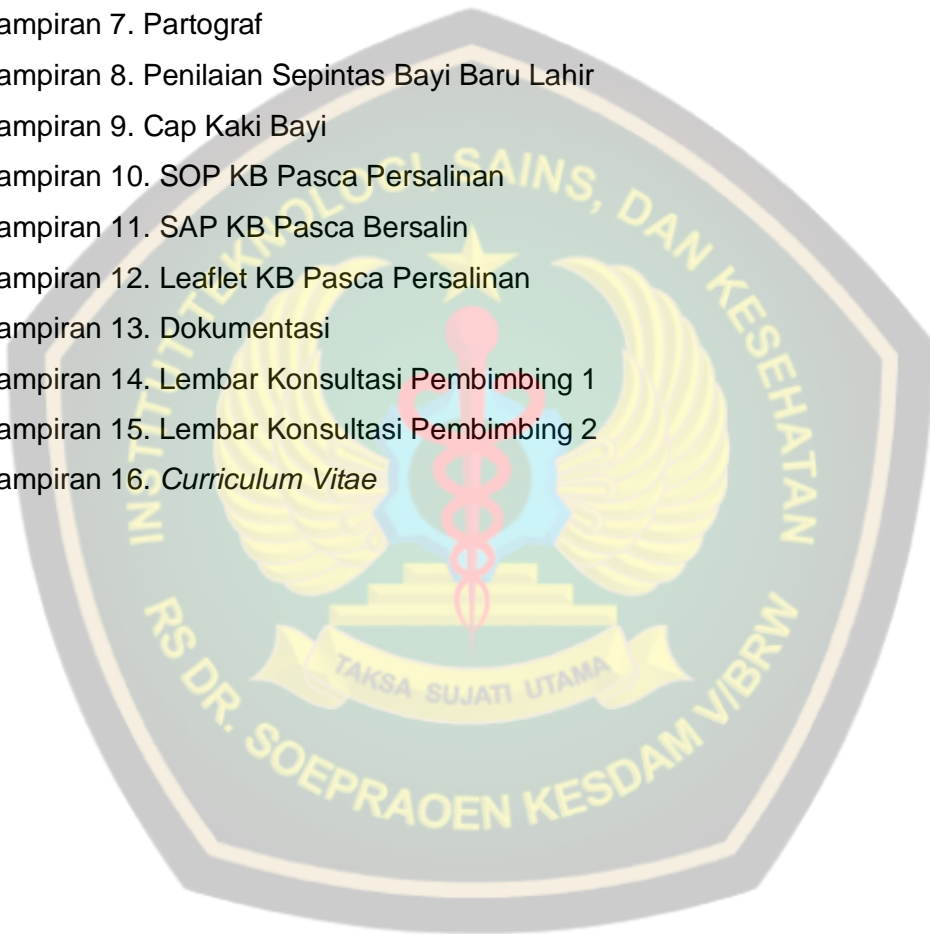 ampiran 7. Partograf
ampiran 8. Penilaian Sepintas Bayi Baru Lahir
ampiran 9. Cap Kaki Bayi
ampiran 10. SOP KB Pasca Persalinan
ampiran 11. SAP KB Pasca Bersalin
ampiran 12. Leaflet KB Pasca Persalinan
ampiran 13. Dokumentasi
ampiran 14. Lembar Konsultasi Pembimbing 1
ampiran 15. Lembar Konsultasi Pembimbing 2
ampiran 16. Curriculum Vitae
INSTITUT TEKNOLOGI, SAINS, DAN KESEHATAN
TAKSA SUJATI UTAMA
RS DR. SOEPRAOEN KESDAM V/BRW